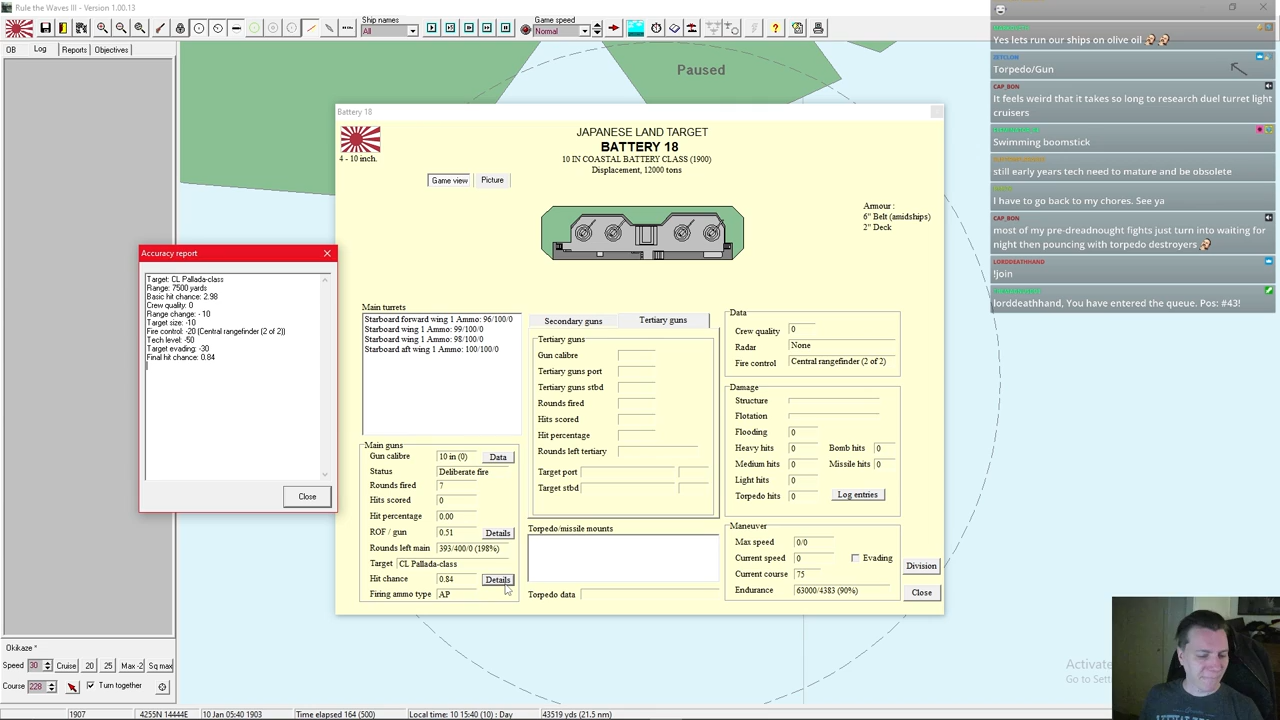 Rule the Waves III - Version 1.00.13
Ship names
All
Game speed
Normal
OB
Log
Reports
Objectives
Paused
Battery 18
4 - 10 inch.
JAPANESE LAND TARGET
BATTERY 18
10 IN COASTAL BATTERY CLASS (1900)
Displacement, 12000 tons
Game view
Picture
Armour :
6" Belt (amidships)
2" Deck
Accuracy report
Target: CL Pallada-class
Range: 7500 yards
Basic hit chance: 2.98
Crew quality: 0
Range change: - 10
Target size: -10
Fire control: -20 (Central rangefinder (2 of 2))
Tech level: -50
Target evading: -30
Final hit chance: 0.84
Close
Main turrets
Starboard forward wing 1 Ammo: 96/100/0
Starboard wing 1 Ammo: 99/100/0
Starboard wing 1 Ammo: 98/100/0
Starboard aft wing 1 Ammo: 100/100/0
Main guns
Gun calibre 10 in (0) Data
Status Deliberate fire
Rounds fired 7
Hits scored 0
Hit percentage 0.00
ROF / gun 0.51 Details
Rounds left main 393/400/0 (198%)
Target CL Pallada-class
Hit chance 0.84 Details
Firing ammo type AP
Secondary guns
Tertiary guns
Tertiary guns
Gun calibre
Tertiary guns port
Tertiary guns stbd
Rounds fired
Hits scored
Hit percentage
Rounds left tertiary
Target port
Target stbd
Torpedo/missile mounts
Torpedo data
Data
Crew quality 0
Radar None
Fire control Central rangefinder (2 of 2)
Damage
Structure
Flotation
Flooding 0
Heavy hits 0 Bomb hits 0
Medium hits 0 Missile hits 0
Light hits 0
Torpedo hits 0 Log entries
Maneuver
Max speed 0/0
Current speed 0 Evading
Current course 75
Endurance 63000/4383 (90%)
Division
Close
Yes lets run our ships on olive oil
Torpedo/Gun
CAP_BON
It feels weird that it takes so long to research duel turret light
cruisers
Swimming boomstick
still early years tech need to mature and be obsolete
I have to go back to my chores. See ya
CAP_BON
most of my pre-dreadnought fights just turn into waiting for
night then pouncing with torpedo destroyers
LORDDEATHHAND
!join
lorddeathhand, You have entered the queue. Pos: #43!
Okikaze *
Speed 30 Cruise 20 25 Max -2 Sq max
Course 228 Turn together
1907
4255N 14444E
10 Jan 05:40 1903
Time elapsed 164 (500)
Local time: 10 15:40 (10) : Day
43519 yds (21.5 nm)